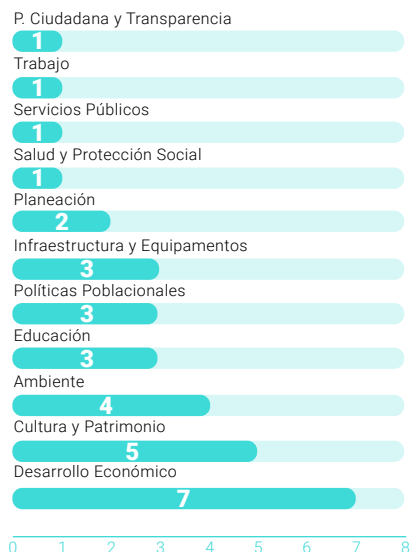 P. Ciudadana y Transparencia
1
Trabajo
1
Servicios Públicos
1
Salud y Protección Social
1
Planeación
2
Infraestructura y Equipamentos
3
Políticas Poblacionales
3
Educación
3
Ambiente
4
Cultura y Patrimonio
5
Desarrollo Económico
7
0 1 2 3 4 5 6 7 8